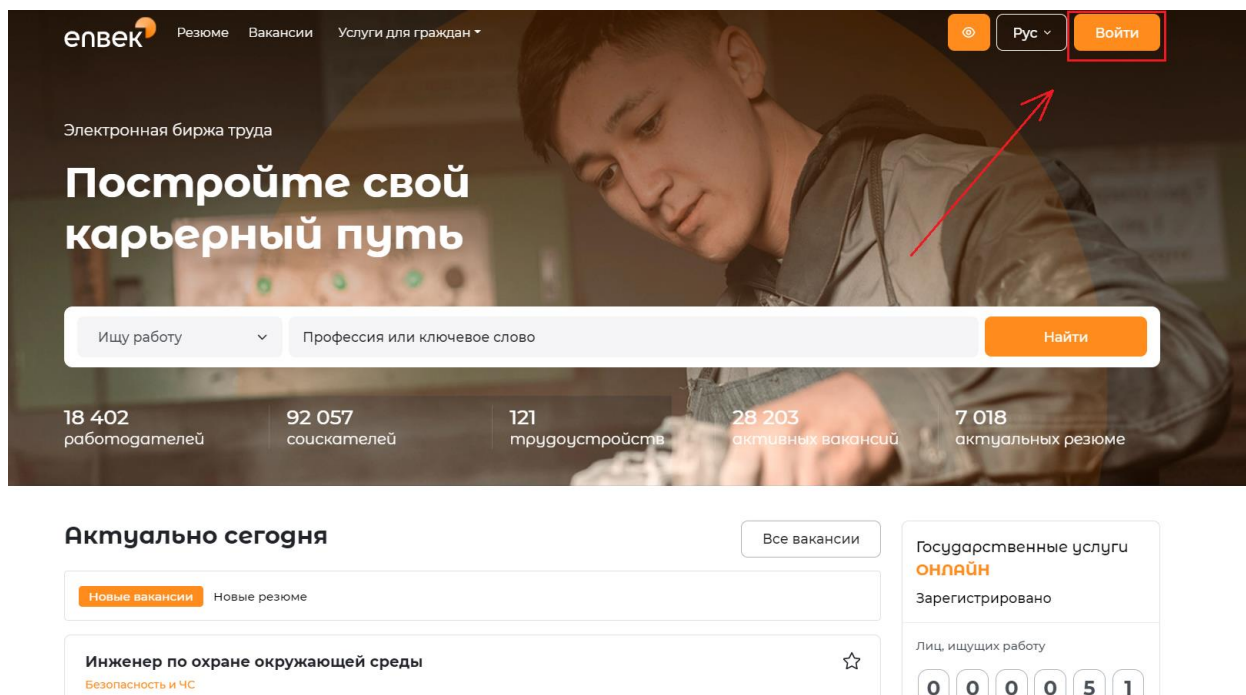 enbek
Резюме Вакансии Услуги для граждан
Рус
Войти
Электронная биржа труда
Постройте свой
карьерный путь
Ищу работу
Профессия или ключевое слово
Найти
18 402
работодателей
92 057
соискателей
121
трудоустройств
28 203
активных вакансий
7 018
актуальных резюме
Актуально сегодня
Все вакансии
Новые вакансии Новые резюме
Инженер по охране окружающей среды
Безопасность и ЧС
Государственные услуги
ОНЛАЙН
Зарегистрировано
Лиц, ищущих работу
0 0 0 0 5 1